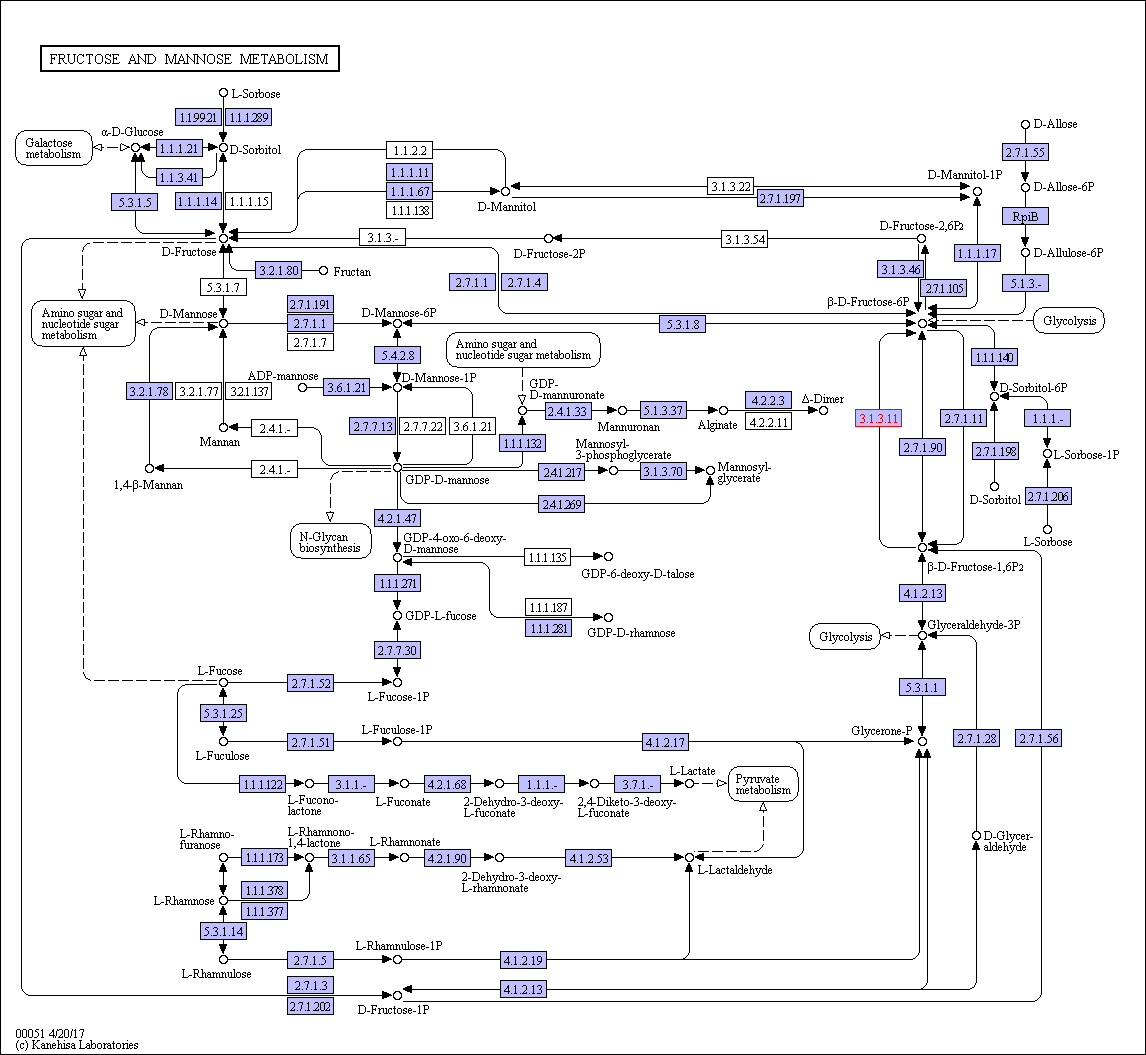 FRUCTOSE AND MANNOSE METABOLISM
L-Sorbose
1.1.99.21
1.1.1.289
α-D-Glucose
Galactose
metabolism
1.1.1.21
D-Sorbitol
1.1.3.41
5.3.1.5
1.1.1.14
1.1.1.15
1.1.2.2
1.1.1.11
1.1.1.67
1.1.1.138
D-Mannitol
3.1.3.22
2.7.1.197
D-Mannitol-1P
D-Allose
2.7.1.55
D-Allose-6P
RpiB
D-Allulose-6P
5.1.3.-
D-Fructose
3.1.3.-
D-Fructose-2P
3.1.3.54
D-Fructose-2,6P2
1.1.1.17
3.1.3.46
2.7.1.105
3.2.1.80
Fructan
2.7.1.1
2.7.1.4
5.3.1.7
β-D-Fructose-6P
Amino sugar and
nucleotide sugar
metabolism
D-Mannose
2.7.1.191
2.7.1.1
2.7.1.7
D-Mannose-6P
5.3.1.8
Glycolysis
5.4.2.8
Amino sugar and
nucleotide sugar metabolism
1.1.1.140
D-Sorbitol-6P
ADP-mannose
3.6.1.21
D-Mannose-1P
GDP-
D-mannuronate
3.2.1.78
3.2.1.77
3.2.1.137
2.4.1.33
5.1.3.37
4.2.2.3
4.2.2.11
Δ-Dimer
Mannuronan
Alginate
3.1.3.11
2.7.1.11
1.1.1.-
Mannan
2.4.1.-
2.7.7.13
2.7.7.22
3.6.1.21
1.1.1.132
Mannosyl-
3-phosphoglycerate
2.7.1.90
2.7.1.198
L-Sorbose-1P
1,4-β-Mannan
2.4.1.-
GDP-D-mannose
2.4.1.217
3.1.3.70
Mannosyl-
glycerate
2.4.1.269
D-Sorbitol
2.7.1.206
L-Sorbose
4.2.1.47
N-Glycan
biosynthesis
GDP-4-oxo-6-deoxy-
D-mannose
1.1.1.135
GDP-6-deoxy-D-talose
β-D-Fructose-1,6P2
1.1.1.271
4.1.2.13
GDP-L-fucose
1.1.1.187
1.1.1.281
GDP-D-rhamnose
Glycolysis
Glyceraldehyde-3P
2.7.7.30
L-Fucose
2.7.1.52
L-Fucose-1P
5.3.1.1
5.3.1.25
L-Fuculose
2.7.1.51
L-Fuculose-1P
4.1.2.17
Glycerone-P
2.7.1.28
2.7.1.56
1.1.1.122
L-Fucono-
lactone
3.1.1.-
L-Fuconate
4.2.1.68
2-Dehydro-3-deoxy-
L-fuconate
1.1.1.-
2,4-Diketo-3-deoxy-
L-fuconate
3.7.1.-
L-Lactate
Pyruvate
metabolism
L-Rhamno-
furanose
1.1.1.173
L-Rhamnono-
1,4-lactone
3.1.1.65
L-Rhamnonate
4.2.1.90
2-Dehydro-3-deoxy-
L-rhamnonate
4.1.2.53
L-Lactaldehyde
D-Glycer-
aldehyde
L-Rhamnose
1.1.1.378
1.1.1.377
5.3.1.14
L-Rhamnulose
2.7.1.5
L-Rhamnulose-1P
4.1.2.19
2.7.1.3
2.7.1.202
D-Fructose-1P
4.1.2.13
00051 4/20/17
(c) Kanehisa Laboratories